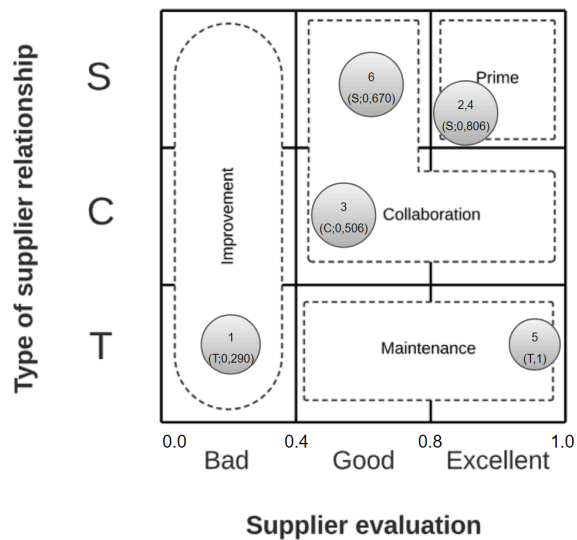 Type of supplier relationship
S
6
(S;0,670)
Prime
2,4
(S;0,806)
C
Improvement
3
(C;0,506)
Collaboration
T
1
(T;0,290)
Maintenance
5
(T,1)
0.0 0.4 0.8 1.0
Bad Good Excellent
Supplier evaluation